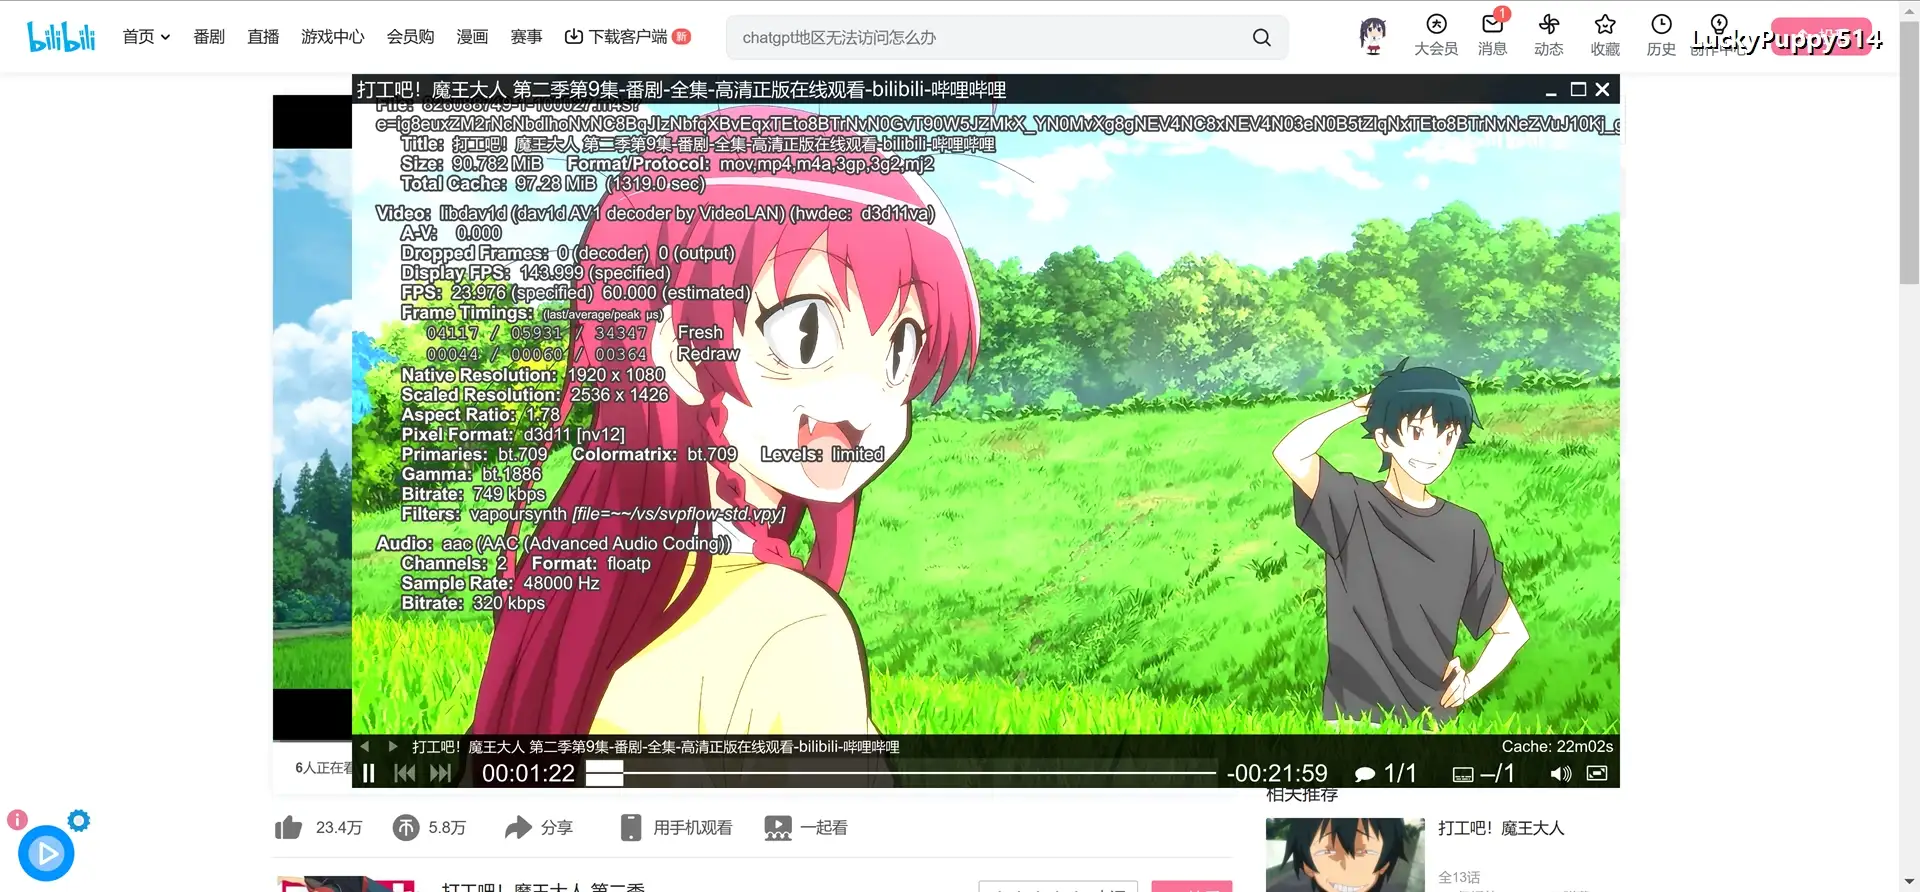 bilibili
首页
番剧
直播
游戏中心
会员购
漫画
赛事
下载客户端
新
chatgpt地区无法访问怎么办
大会员
1
消息
动态
收藏
历史
LuckyPuppy514
打工吧！魔王大人 第二季第9集-番剧-全集-高清正版在线观看-bilibili-哔哩哔哩
File: 826088749-1-100027.m4s?
Title: 打工吧！魔王大人 第二季第9集-番剧-全集-高清正版在线观看-bilibili-哔哩哔哩
Size: 90.782 MiB Format/Protocol: mov,mp4,m4a,3gp,3g2,mj2
Total Cache: 97.28 MiB (1319.0 sec)
Video: libdav1d (dav1d AV1 decoder by VideoLAN) (hwdec: d3d11va)
A-V: 0.000
Dropped Frames: 0 (decoder) 0 (output)
Display FPS: 143.999 (specified)
FPS: 23.976 (specified) 60.000 (estimated)
Frame Timings: (last/average/peak μs)
04117 / 05931 / 34347 Fresh
00044 / 00060 / 00364 Redraw
Native Resolution: 1920 x 1080
Scaled Resolution: 2536 x 1426
Aspect Ratio: 1.78
Pixel Format: d3d11 [nv12]
Primaries: bt.709 Colormatrix: bt.709 Levels: limited
Gamma: bt.1886
Bitrate: 749 kbps
Filters: vapoursynth [file=~~/vs/svpflow-std.vpy]
Audio: aac (AAC (Advanced Audio Coding))
Channels: 2 Format: floatp
Sample Rate: 48000 Hz
Bitrate: 320 kbps
打工吧！魔王大人 第二季第9集-番剧-全集-高清正版在线观看-bilibili-哔哩哔哩
Cache: 22m02s
6人正在看
00:01:22
-00:21:59
1/1
–/1
相关推荐
23.4万
5.8万
分享
用手机观看
一起看
打工吧！魔王大人
全13话
打工吧！魔王大人 第二季